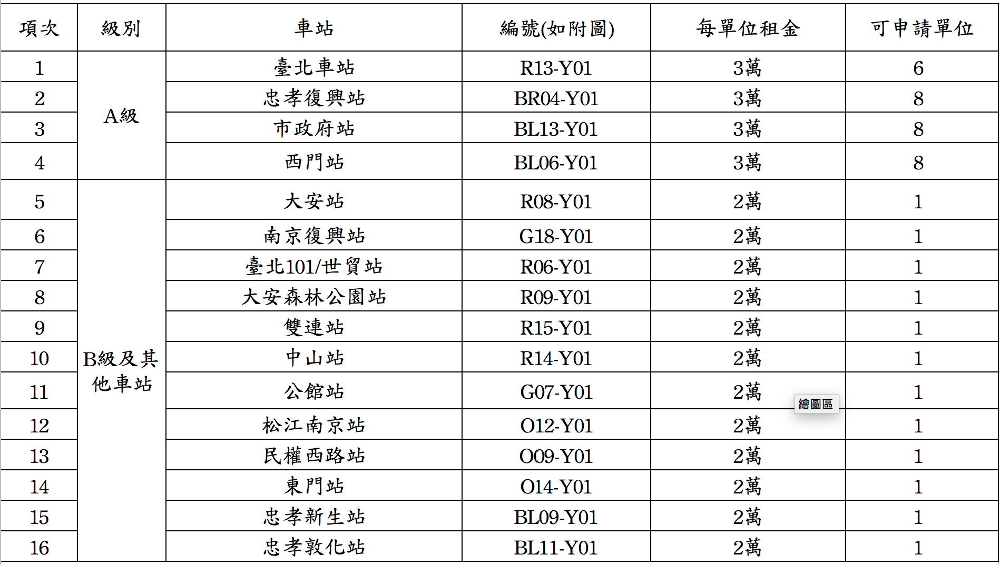 項次 級別 車站 編號(如附圖) 每單位租金 可申請單位
1 A級 臺北車站 R13-Y01 3萬 6
2 忠孝復興站 BR04-Y01 3萬 8
3 市政府站 BL13-Y01 3萬 8
4 西門站 BL06-Y01 3萬 8
5 B級及其他車站 大安站 R08-Y01 2萬 1
6 南京復興站 G18-Y01 2萬 1
7 臺北101/世貿站 R06-Y01 2萬 1
8 大安森林公園站 R09-Y01 2萬 1
9 雙連站 R15-Y01 2萬 1
10 中山站 R14-Y01 2萬 1
11 公館站 G07-Y01 2萬 1
繪圖區
12 松江南京站 O12-Y01 2萬 1
13 民權西路站 O09-Y01 2萬 1
14 東門站 O14-Y01 2萬 1
15 忠孝新生站 BL09-Y01 2萬 1
16 忠孝敦化站 BL11-Y01 2萬 1